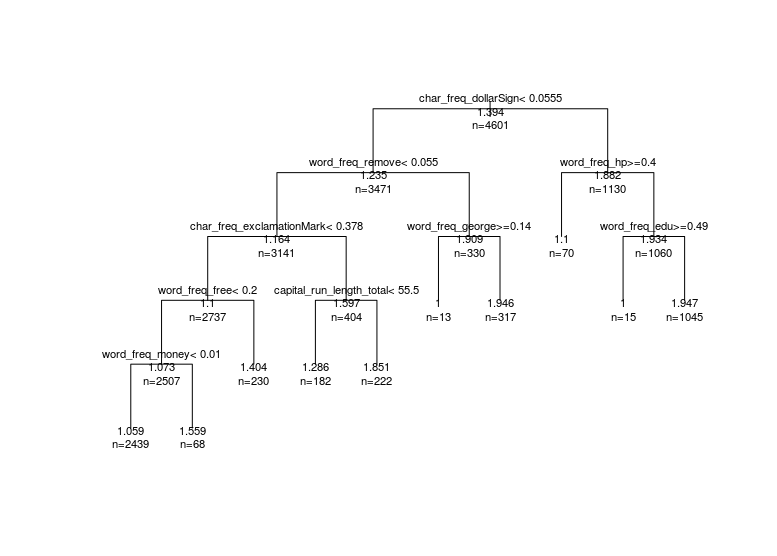 char_freq_dollarSign< 0.0555
1.394
n=4601
word_freq_remove< 0.055
1.235
n=3471
word_freq_hp>=0.4
1.882
n=1130
char_freq_exclamationMark< 0.378
1.164
n=3141
word_freq_george>=0.14
1.909
n=330
1.1
n=70
word_freq_edu>=0.49
1.934
n=1060
word_freq_free< 0.2
1.1
n=2737
capital_run_length_total< 55.5
1.597
n=404
1
n=13
1.946
n=317
1
n=15
1.947
n=1045
word_freq_money< 0.01
1.073
n=2507
1.404
n=230
1.286
n=182
1.851
n=222
1.059
n=2439
1.559
n=68